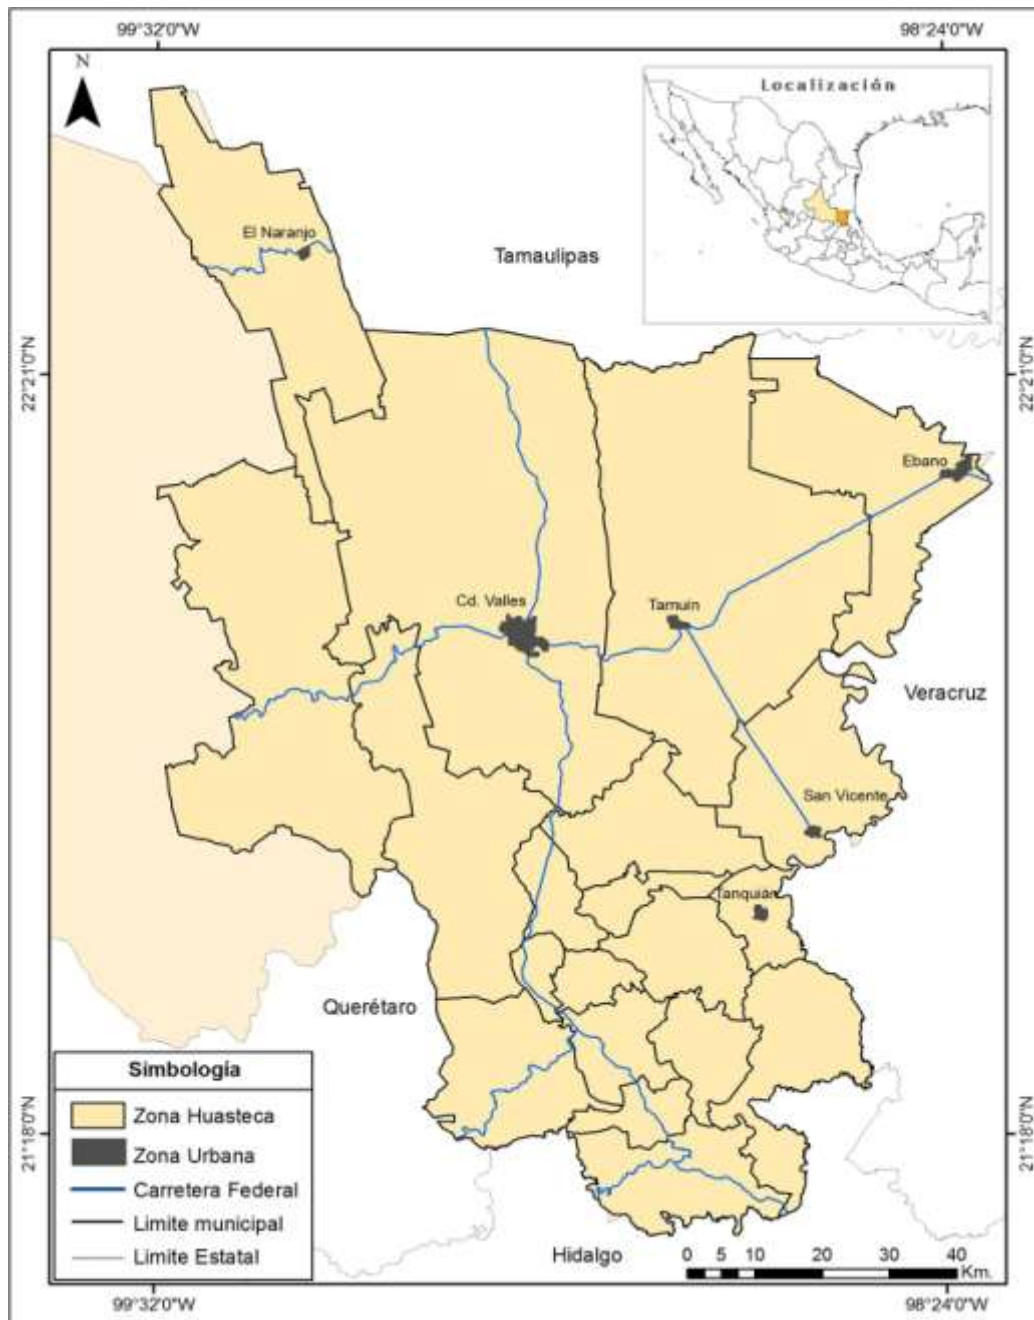 99°32'0"W
98°24'0"W
N
Localización
El Naranjo
Tamaulipas
22°21'0"N
22°21'0"N
Ebano
Cd. Valles
Tamuin
Veracruz
San Vicente
Tanquián
Querétaro
Simbología
Zona Huasteca
Zona Urbana
Carretera Federal
Limite municipal
Limite Estatal
21°18'0"N
21°18'0"N
Hidalgo
0 5 10 20 30 40
Km.
99°32'0"W
98°24'0"W